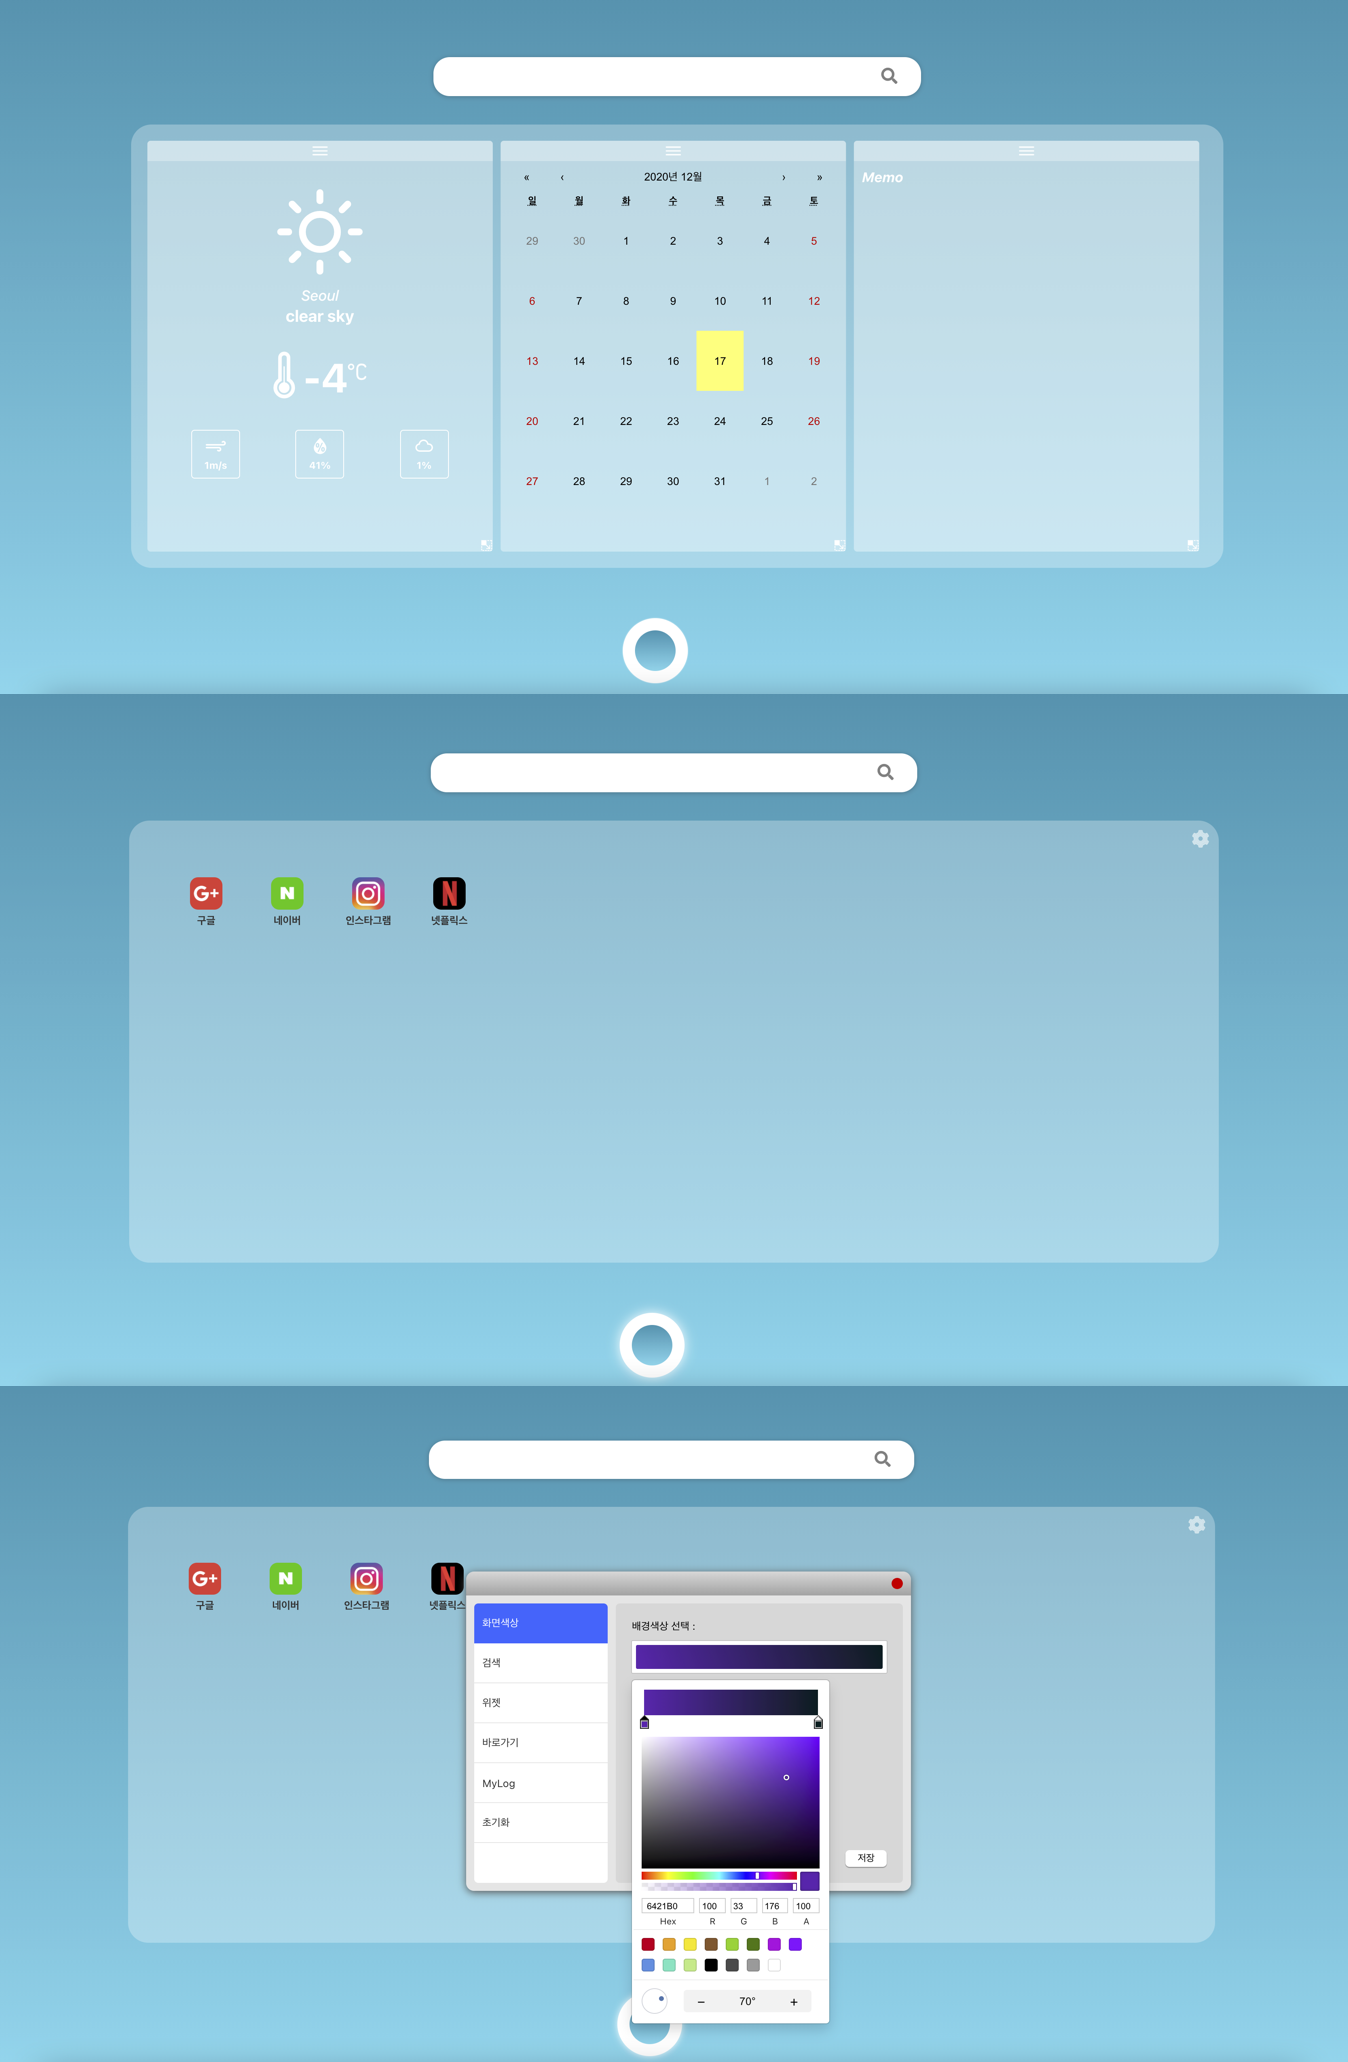 Memo
« ‹ 2020년 12월 › »
일 월 화 수 목 금 토
29 30 1 2 3 4 5
6 7 8 9 10 11 12
13 14 15 16 17 18 19
20 21 22 23 24 25 26
27 28 29 30 31 1 2
Seoul
clear sky
-4°C
1m/s 41% 1%
G+ N N
구글 네이버 인스타그램 넷플릭스
G+ N N
구글 네이버 인스타그램 넷플릭스
화면색상
검색
위젯
바로가기
MyLog
초기화
배경색상 선택 :
저장
6421B0 100 33 176 100
Hex R G B A
− 70° +